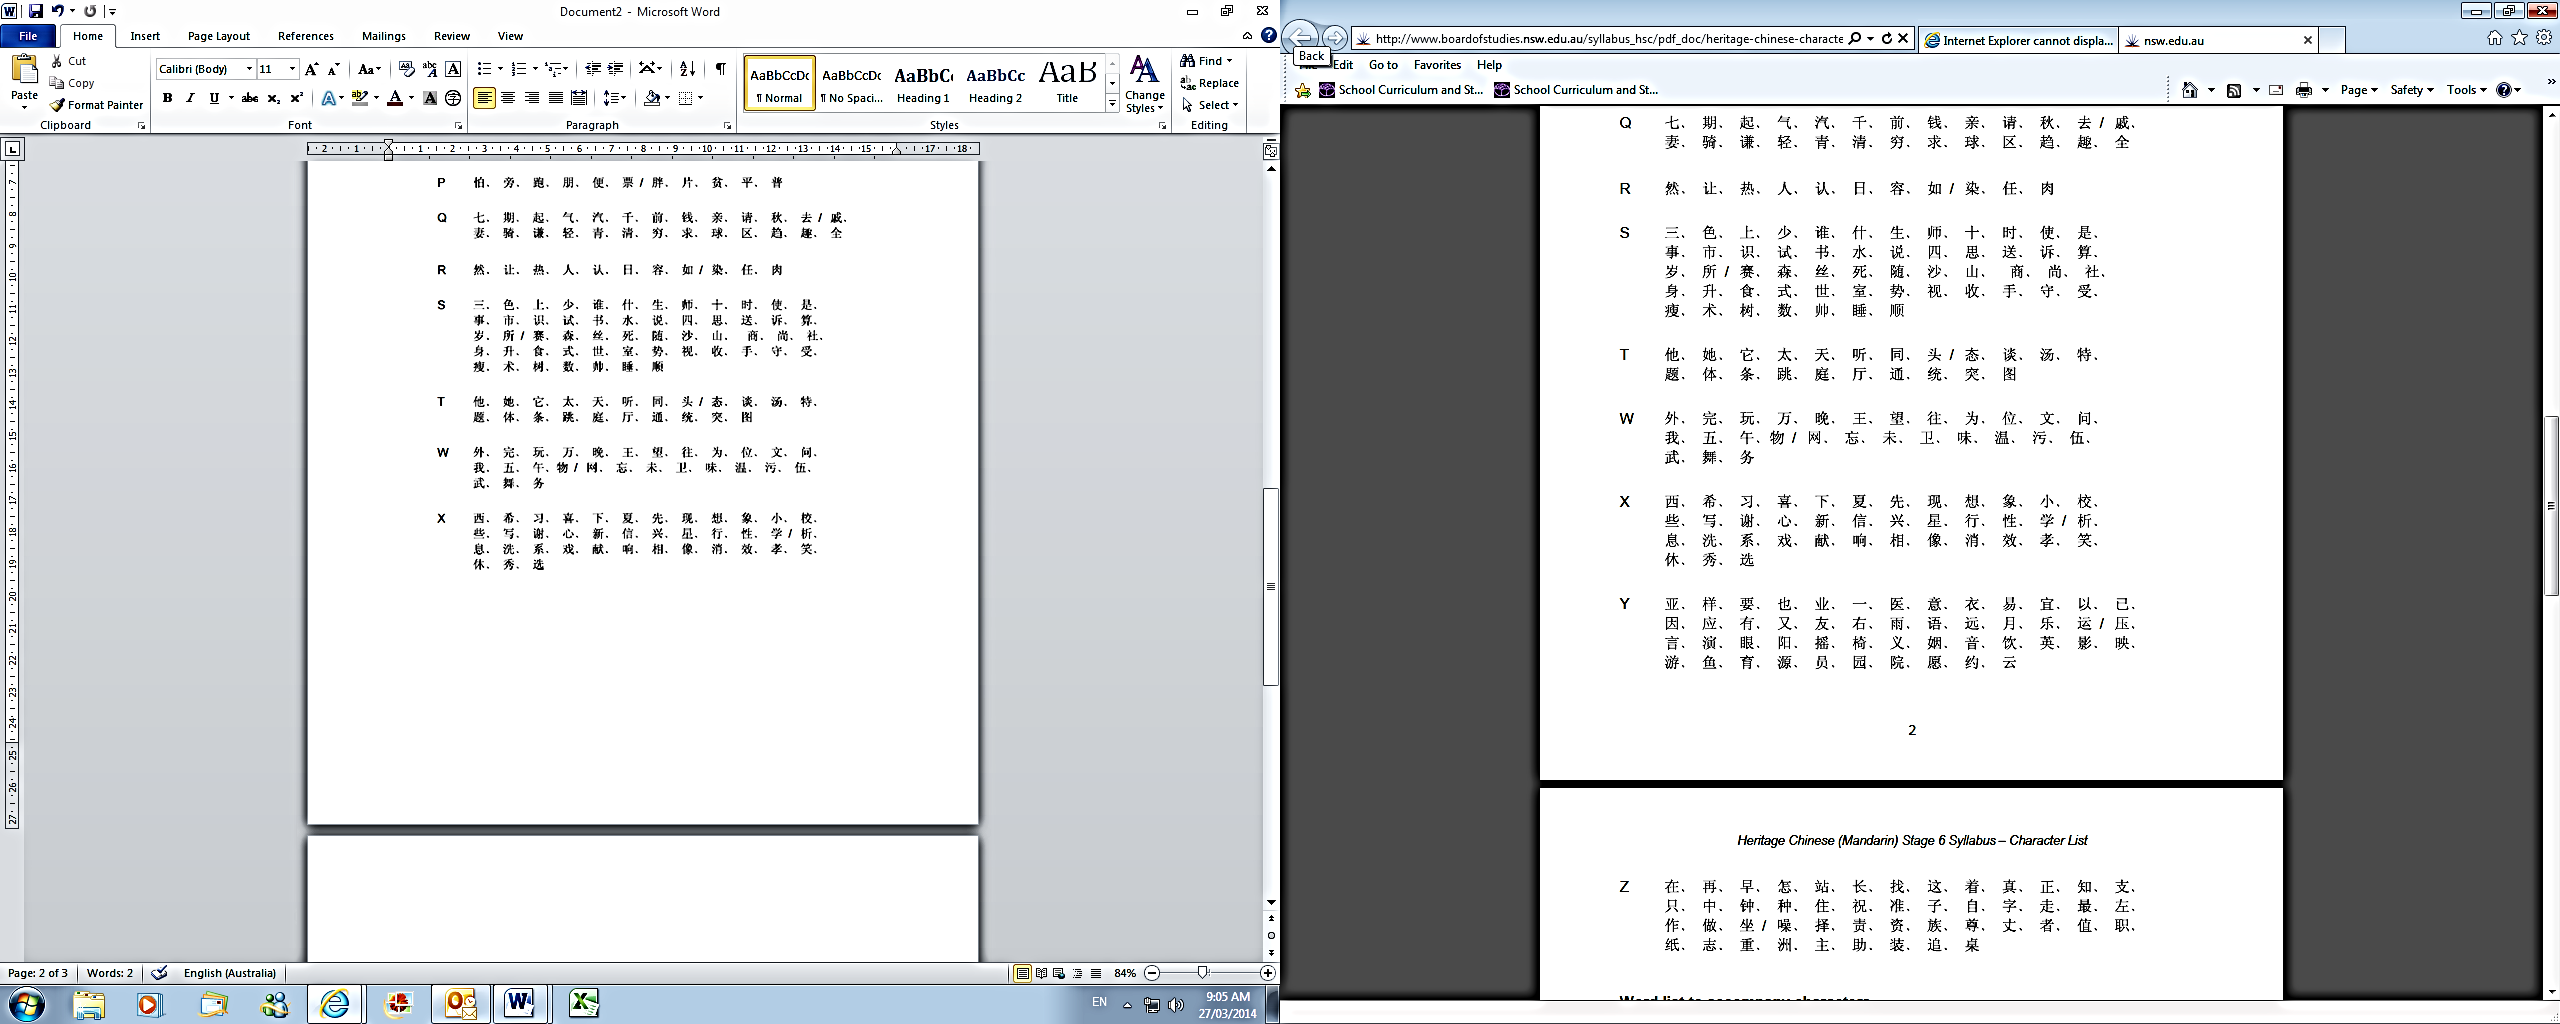 Document2 - Microsoft Word
File Home Insert Page Layout References Mailings Review View
Paste
Cut
Copy
Format Painter
Clipboard
Calibri (Body) 11
Font
Paragraph
AaBbCcDc ¶ Normal
AaBbCcDc ¶ No Spaci...
AaBbC Heading 1
AaBbCc Heading 2
AaB Title
Change Styles
Styles
Find
Replace
Select
Editing
P 怕、旁、跑、朋、便、票 / 胖、片、贫、平、普
Q 七、期、起、气、汽、千、前、钱、亲、请、秋、去 / 戚、
妻、骑、谦、轻、青、清、穷、求、球、区、趋、趣、全
R 然、让、热、人、认、日、容、如 / 染、任、肉
S 三、色、上、少、谁、什、生、师、十、时、使、是、
事、市、识、试、书、水、说、四、思、送、诉、算、
岁、所 / 赛、森、丝、死、随、沙、山、商、尚、社、
身、升、食、式、世、室、势、视、收、手、守、受、
瘦、术、树、数、帅、睡、顺
T 他、她、它、太、天、听、同、头 / 态、谈、汤、特、
题、体、条、跳、庭、厅、通、统、突、图
W 外、完、玩、万、晚、王、望、往、为、位、文、问、
我、五、午、物 / 网、忘、未、卫、味、温、污、伍、
武、舞、务
X 西、希、习、喜、下、夏、先、现、想、象、小、校、
些、写、谢、心、新、信、兴、星、行、性、学 / 析、
息、洗、系、戏、献、响、相、像、消、效、孝、笑、
休、秀、选
Page: 2 of 3 Words: 2 English (Australia) 84%
EN 9:05 AM
27/03/2014
http://www.boardofstudies.nsw.edu.au/syllabus_hsc/pdf_doc/heritage-chinese-characte
Internet Explorer cannot displa...
nsw.edu.au
Back
Edit Go to Favorites Help
School Curriculum and St...
School Curriculum and St...
Page Safety Tools
Q 七、期、起、气、汽、千、前、钱、亲、请、秋、去 / 戚、
妻、骑、谦、轻、青、清、穷、求、球、区、趋、趣、全
R 然、让、热、人、认、日、容、如 / 染、任、肉
S 三、色、上、少、谁、什、生、师、十、时、使、是、
事、市、识、试、书、水、说、四、思、送、诉、算、
岁、所 / 赛、森、丝、死、随、沙、山、商、尚、社、
身、升、食、式、世、室、势、视、收、手、守、受、
瘦、术、树、数、帅、睡、顺
T 他、她、它、太、天、听、同、头 / 态、谈、汤、特、
题、体、条、跳、庭、厅、通、统、突、图
W 外、完、玩、万、晚、王、望、往、为、位、文、问、
我、五、午、物 / 网、忘、未、卫、味、温、污、伍、
武、舞、务
X 西、希、习、喜、下、夏、先、现、想、象、小、校、
些、写、谢、心、新、信、兴、星、行、性、学 / 析、
息、洗、系、戏、献、响、相、像、消、效、孝、笑、
休、秀、选
Y 亚、样、要、也、业、一、医、意、衣、易、宜、以、已、
因、应、有、又、友、右、雨、语、远、月、乐、运 / 压、
言、演、眼、阳、摇、椅、义、姻、音、饮、英、影、映、
游、鱼、育、源、员、园、院、愿、约、云
2
Heritage Chinese (Mandarin) Stage 6 Syllabus – Character List
Z 在、再、早、怎、站、长、找、这、着、真、正、知、支、
只、中、钟、种、住、祝、准、子、自、字、走、最、左、
作、做、坐 / 噪、择、责、资、族、尊、丈、者、值、职、
纸、志、重、洲、主、助、装、追、桌